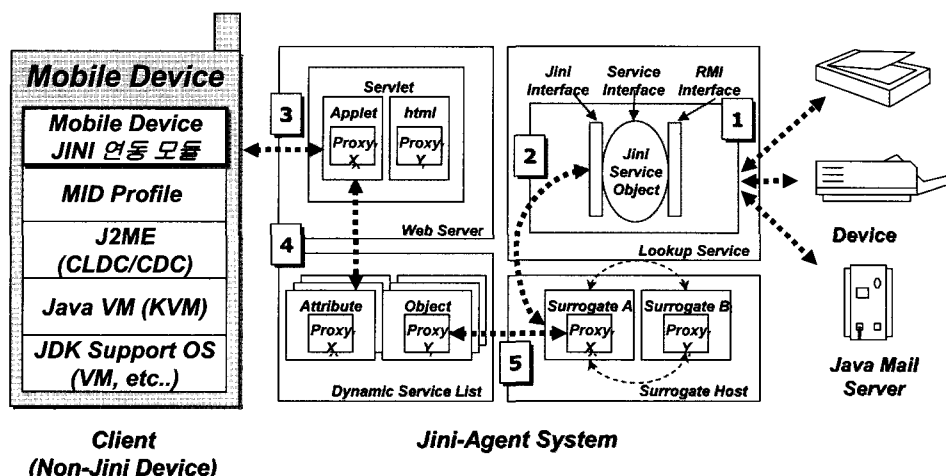 Mobile Device
Mobile Device
JINI 연동 모듈
MID Profile
J2ME
(CLDC/CDC)
Java VM (KVM)
JDK Support OS
(VM, etc..)
Client
(Non-Jini Device)
3
Servlet
Applet
html
Proxy
X
Proxy
Y
Web Server
4
Attribute
Object
Proxy
X
Proxy
Y
Dynamic Service List
Jini
Interface
Service
Interface
RMI
Interface
1
2
Jini
Service
Object
Lookup Service
Surrogate A
Surrogate B
Proxy
X
Proxy
Y
5
Surrogate Host
Jini-Agent System
Device
Java Mail
Server